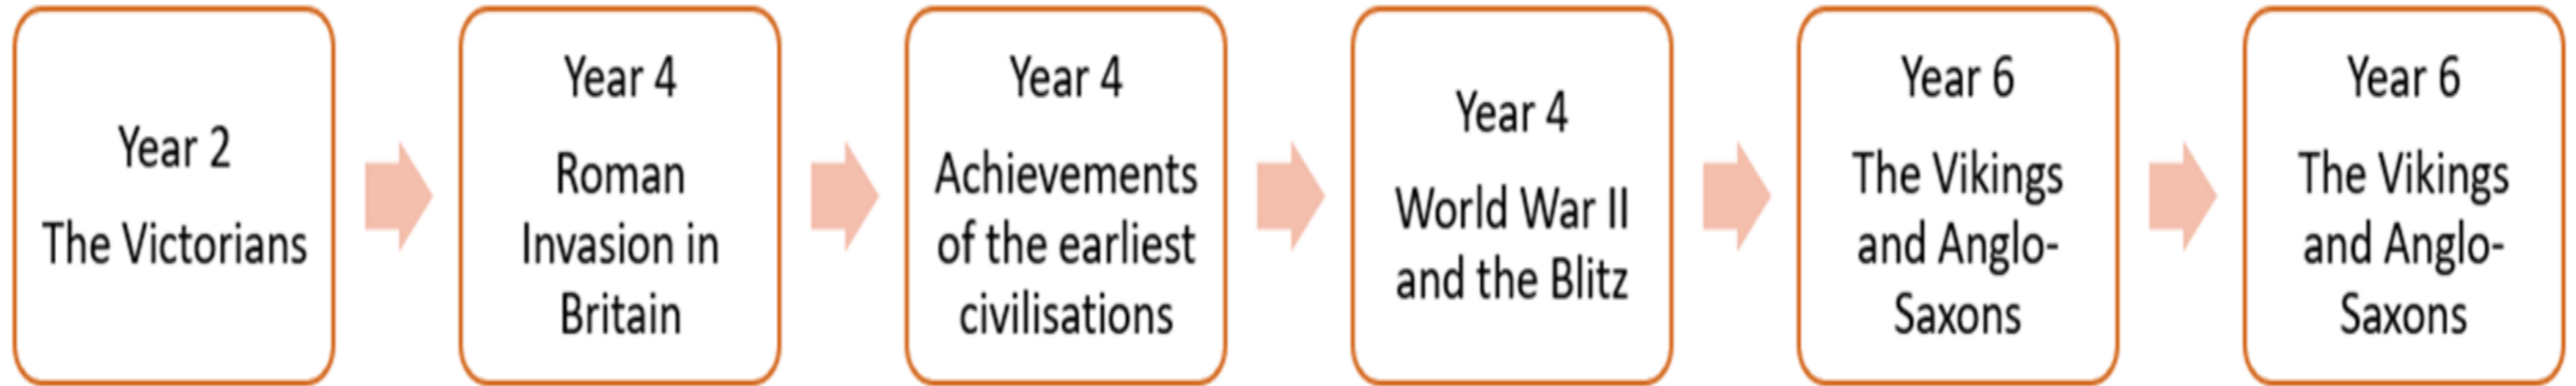 Year 2
The Victorians
Year 4
Roman
Invasion in
Britain
Year 4
Achievements
of the earliest
civilisations
Year 4
World War II
and the Blitz
Year 6
The Vikings
and Anglo-
Saxons
Year 6
The Vikings
and Anglo-
Saxons